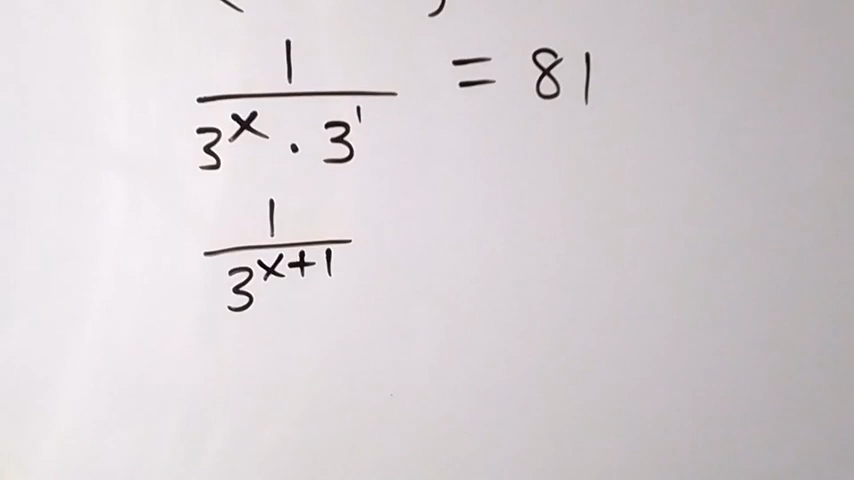 1 / 3^x · 3^1 = 81
1 / 3^x+1